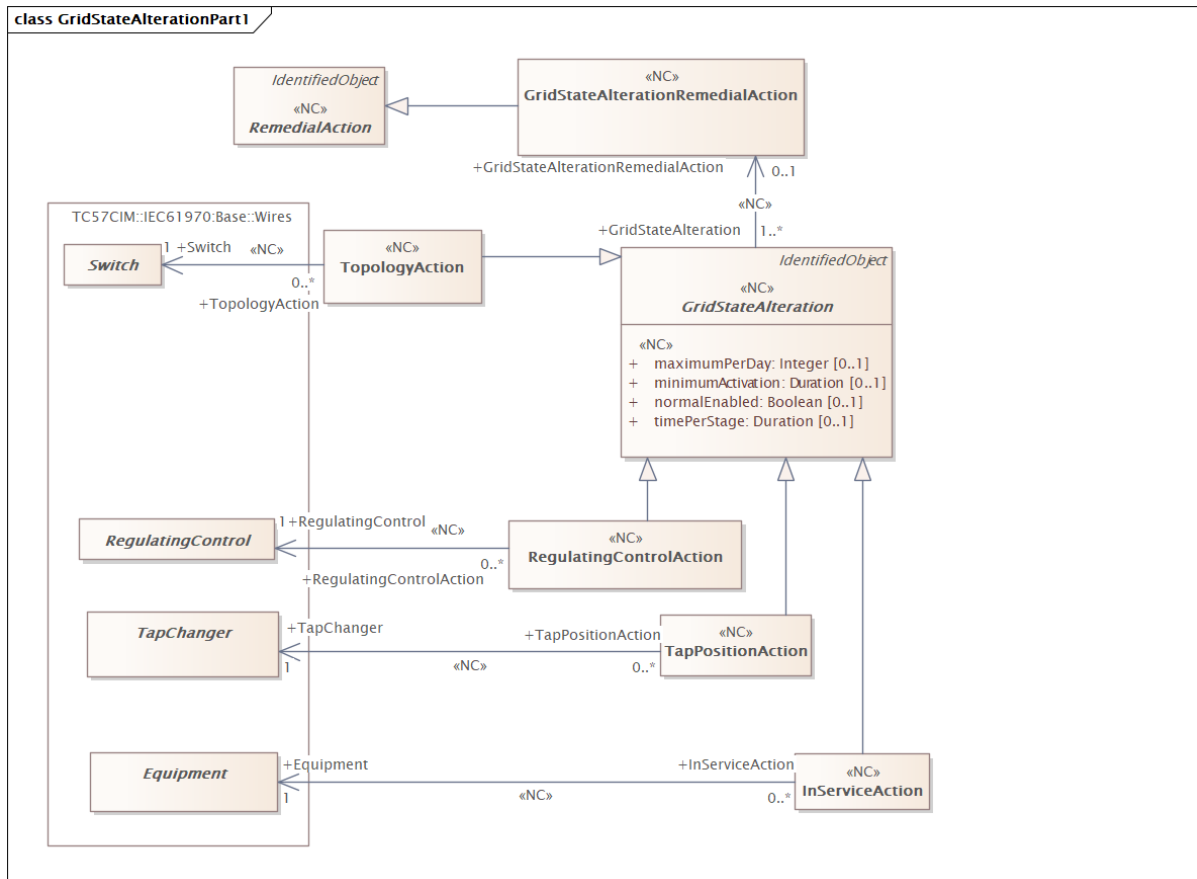 class GridStateAlterationPart1
IdentifiedObject
«NC»
RemedialAction
«NC»
GridStateAlterationRemedialAction
+GridStateAlterationRemedialAction
0..1
«NC»
+GridStateAlteration
1..*
TC57CIM::IEC61970:Base::Wires
Switch
1 +Switch
«NC»
0..*
+TopologyAction
«NC»
TopologyAction
IdentifiedObject
«NC»
GridStateAlteration
«NC»
+ maximumPerDay: Integer [0..1]
+ minimumActivation: Duration [0..1]
+ normalEnabled: Boolean [0..1]
+ timePerStage: Duration [0..1]
RegulatingControl
1 +RegulatingControl
«NC»
0..*
+RegulatingControlAction
«NC»
RegulatingControlAction
TapChanger
+TapChanger
1
«NC»
+TapPositionAction
0..*
«NC»
TapPositionAction
Equipment
+Equipment
1
«NC»
+InServiceAction
0..*
«NC»
InServiceAction